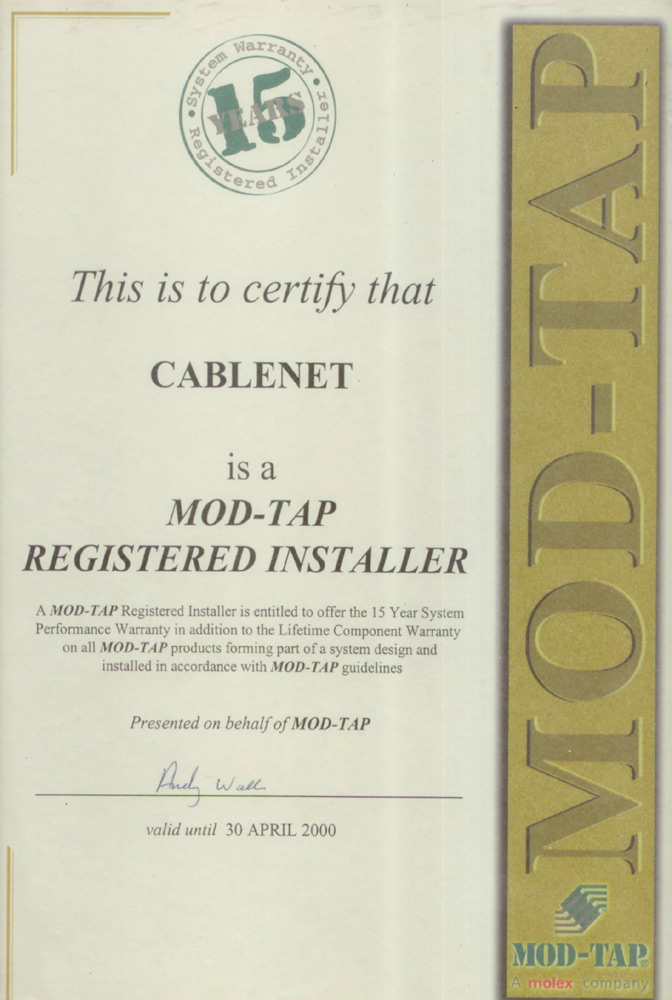 System Warranty
15
YEARS
Registered Installer
This is to certify that
CABLENET
is a
MOD-TAP
REGISTERED INSTALLER
A MOD-TAP Registered Installer is entitled to offer the 15 Year System
Performance Warranty in addition to the Lifetime Component Warranty
on all MOD-TAP products forming part of a system design and
installed in accordance with MOD-TAP guidelines
Presented on behalf of MOD-TAP
Andy Wall
valid until 30 APRIL 2000
MOD-TAP
MOD-TAP
A molex company